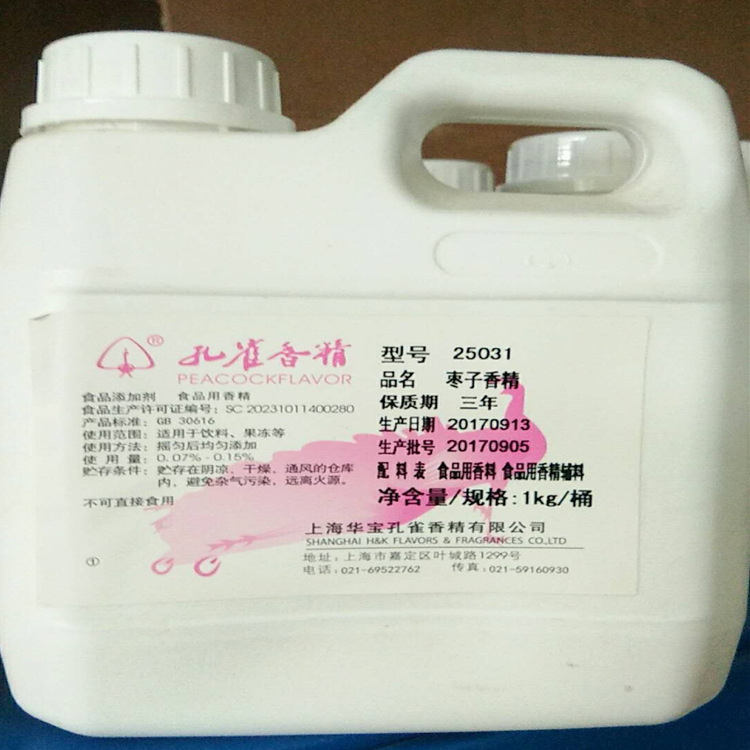 ®
孔雀香精
PEACOCKFLAVOR
食品添加剂 食品用香精
食品生产许可证编号：SC 20231011400280
产品标准：GB 30616
使用范围：适用于饮料、果冻等
使用方法：摇匀后均匀添加
使 用 量：0.07% - 0.15%
贮存条件：贮存在阴凉，干燥，通风的仓库
内，避免杂气污染，远离火源。
不可直接食用
①
型号 25031
品名 枣子香精
保质期 三年
生产日期 20170913
生产批号 20170905
配 料 表 食品用香料 食品用香精辅料
净含量/规格：1kg/桶
上海华宝孔雀香精有限公司
SHANGHAI H&K FLAVORS & FRAGRANCES CO.,LTD
地址：上海市嘉定区叶城路1299号
电话：021-69522762 传真：021-59160930